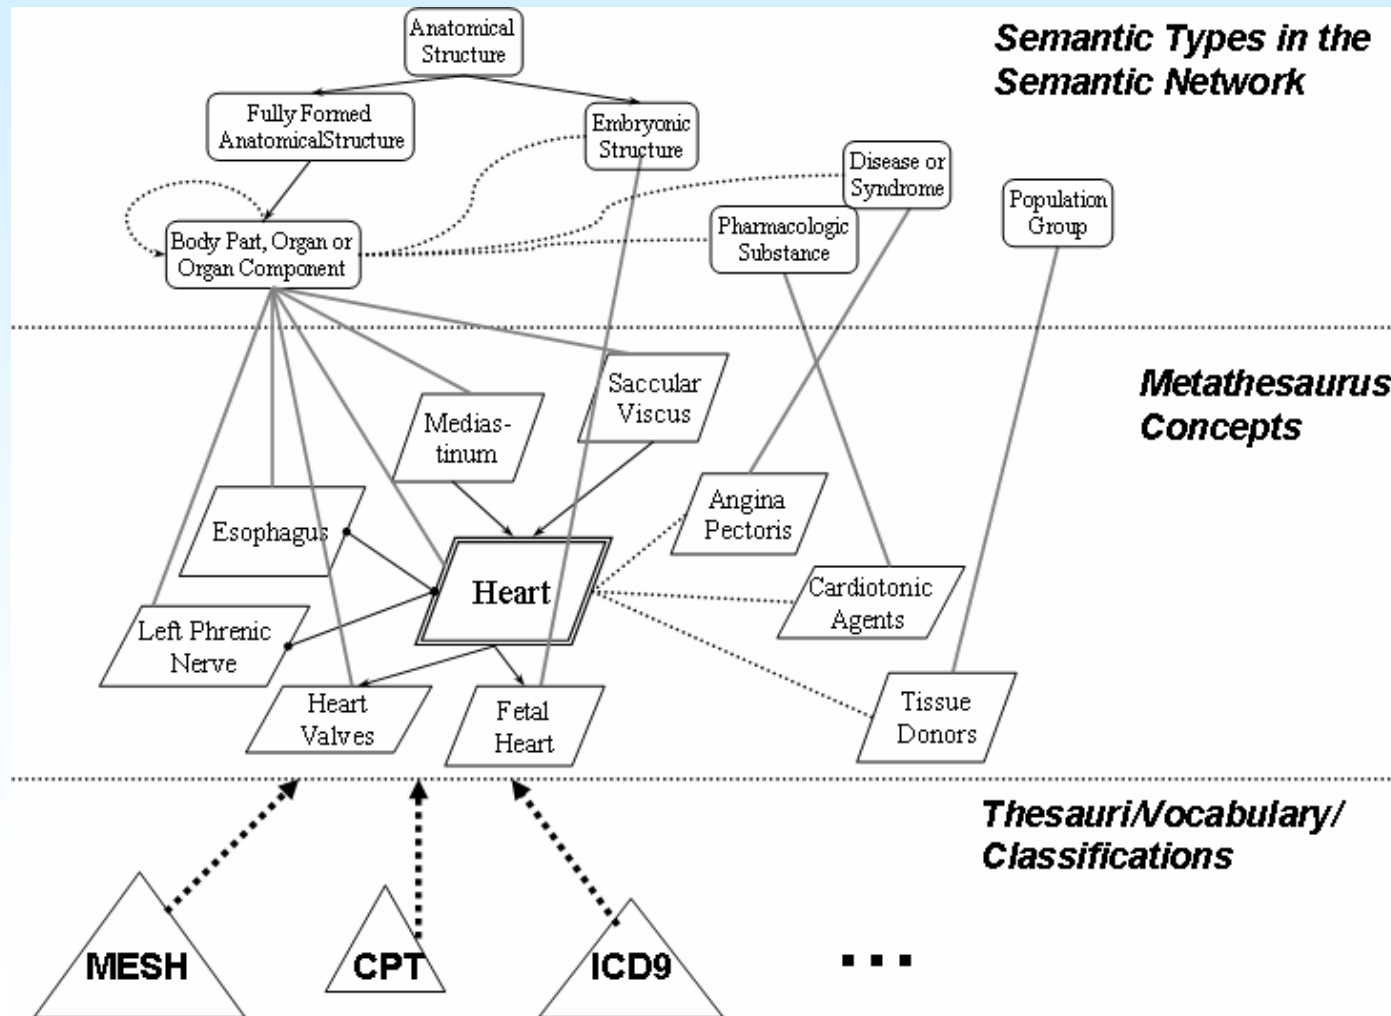 Semantic Types in the
Semantic Network
Anatomical
Structure
Fully Formed
AnatomicalStructure
Embryonic
Structure
Disease or
Syndrome
Population
Group
Body Part, Organ or
Organ Component
Pharmacologic
Substance
Metathesaurus
Concepts
Saccular
Viscus
Medias-
tinum
Esophagus
Angina
Pectoris
Heart
Cardiotonic
Agents
Left Phrenic
Nerve
Heart
Valves
Fetal
Heart
Tissue
Donors
Thesauri/Vocabulary/
Classifications
MESH
CPT
ICD9
...